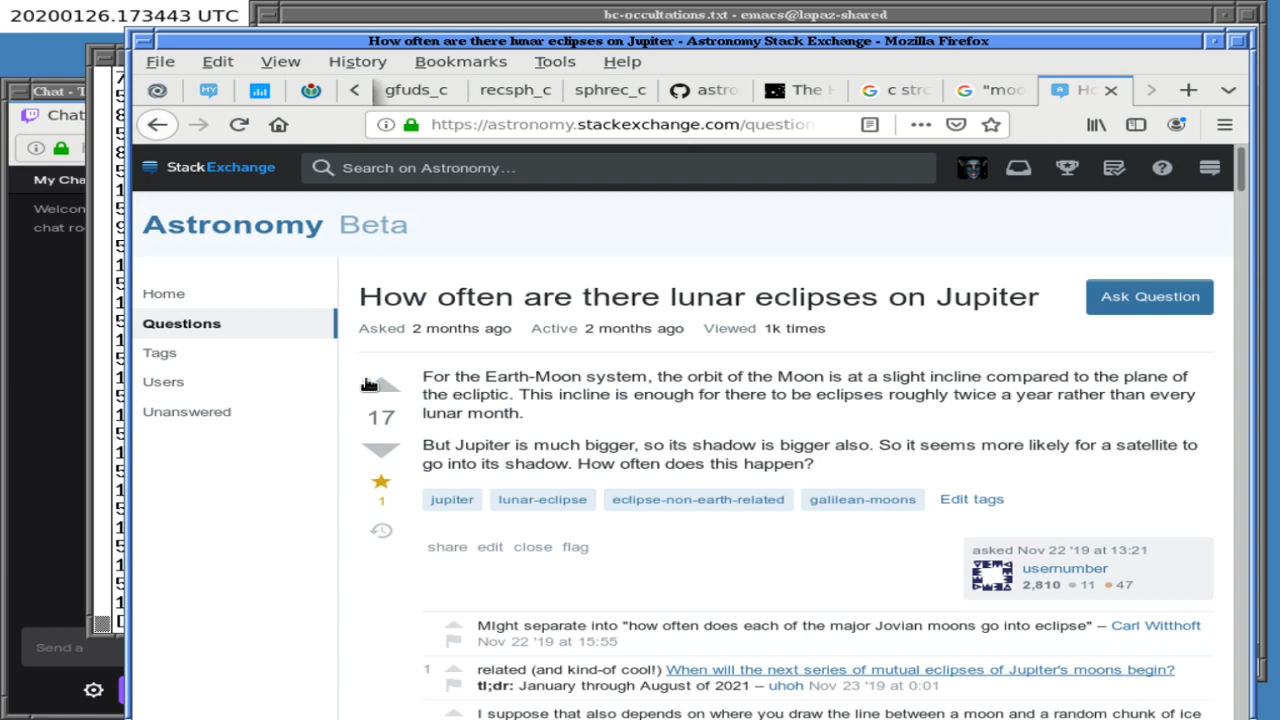 20200126.173443 UTC
bc-occultations.txt - emacs@lapaz-shared
How often are there lunar eclipses on Jupiter - Astronomy Stack Exchange - Mozilla Firefox
File Edit View History Bookmarks Tools Help
Chat - T
gfuds_c recsph_c sphrec_c astro The H c stro "moo Ho
Chat
https://astronomy.stackexchange.com/question
StackExchange Search on Astronomy…
My Cha
Welcom
chat ro
Astronomy Beta
Home
Questions
Tags
Users
Unanswered
How often are there lunar eclipses on Jupiter
Ask Question
Asked 2 months ago Active 2 months ago Viewed 1k times
For the Earth-Moon system, the orbit of the Moon is at a slight incline compared to the plane of
the ecliptic. This incline is enough for there to be eclipses roughly twice a year rather than every
lunar month.
17
But Jupiter is much bigger, so its shadow is bigger also. So it seems more likely for a satellite to
go into its shadow. How often does this happen?
1
jupiter lunar-eclipse eclipse-non-earth-related galilean-moons Edit tags
share edit close flag
asked Nov 22 '19 at 13:21
usernumber
2,810 11 47
MIght separate into "how often does each of the major Jovian moons go into eclipse" – Carl Witthoft
Nov 22 '19 at 15:55
1 related (and kind-of cool!) When will the next series of mutual eclipses of Jupiter's moons begin?
tl;dr: January through August of 2021 – uhoh Nov 23 '19 at 0:01
I suppose that also depends on where you draw the line between a moon and a random chunk of ice
Send a